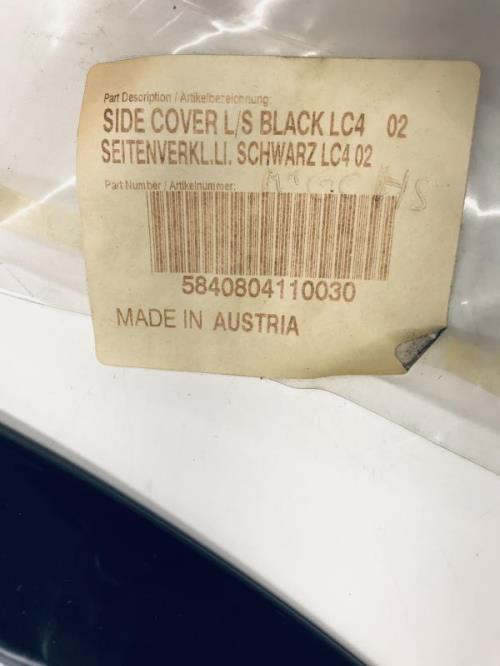 Part Description / Artikelbezeichnung:
SIDE COVER L/S BLACK LC4 02
SEITENVERKL.LI. SCHWARZ LC4 02
Part Number / Artikelnummer:
5840804110030
MADE IN AUSTRIA